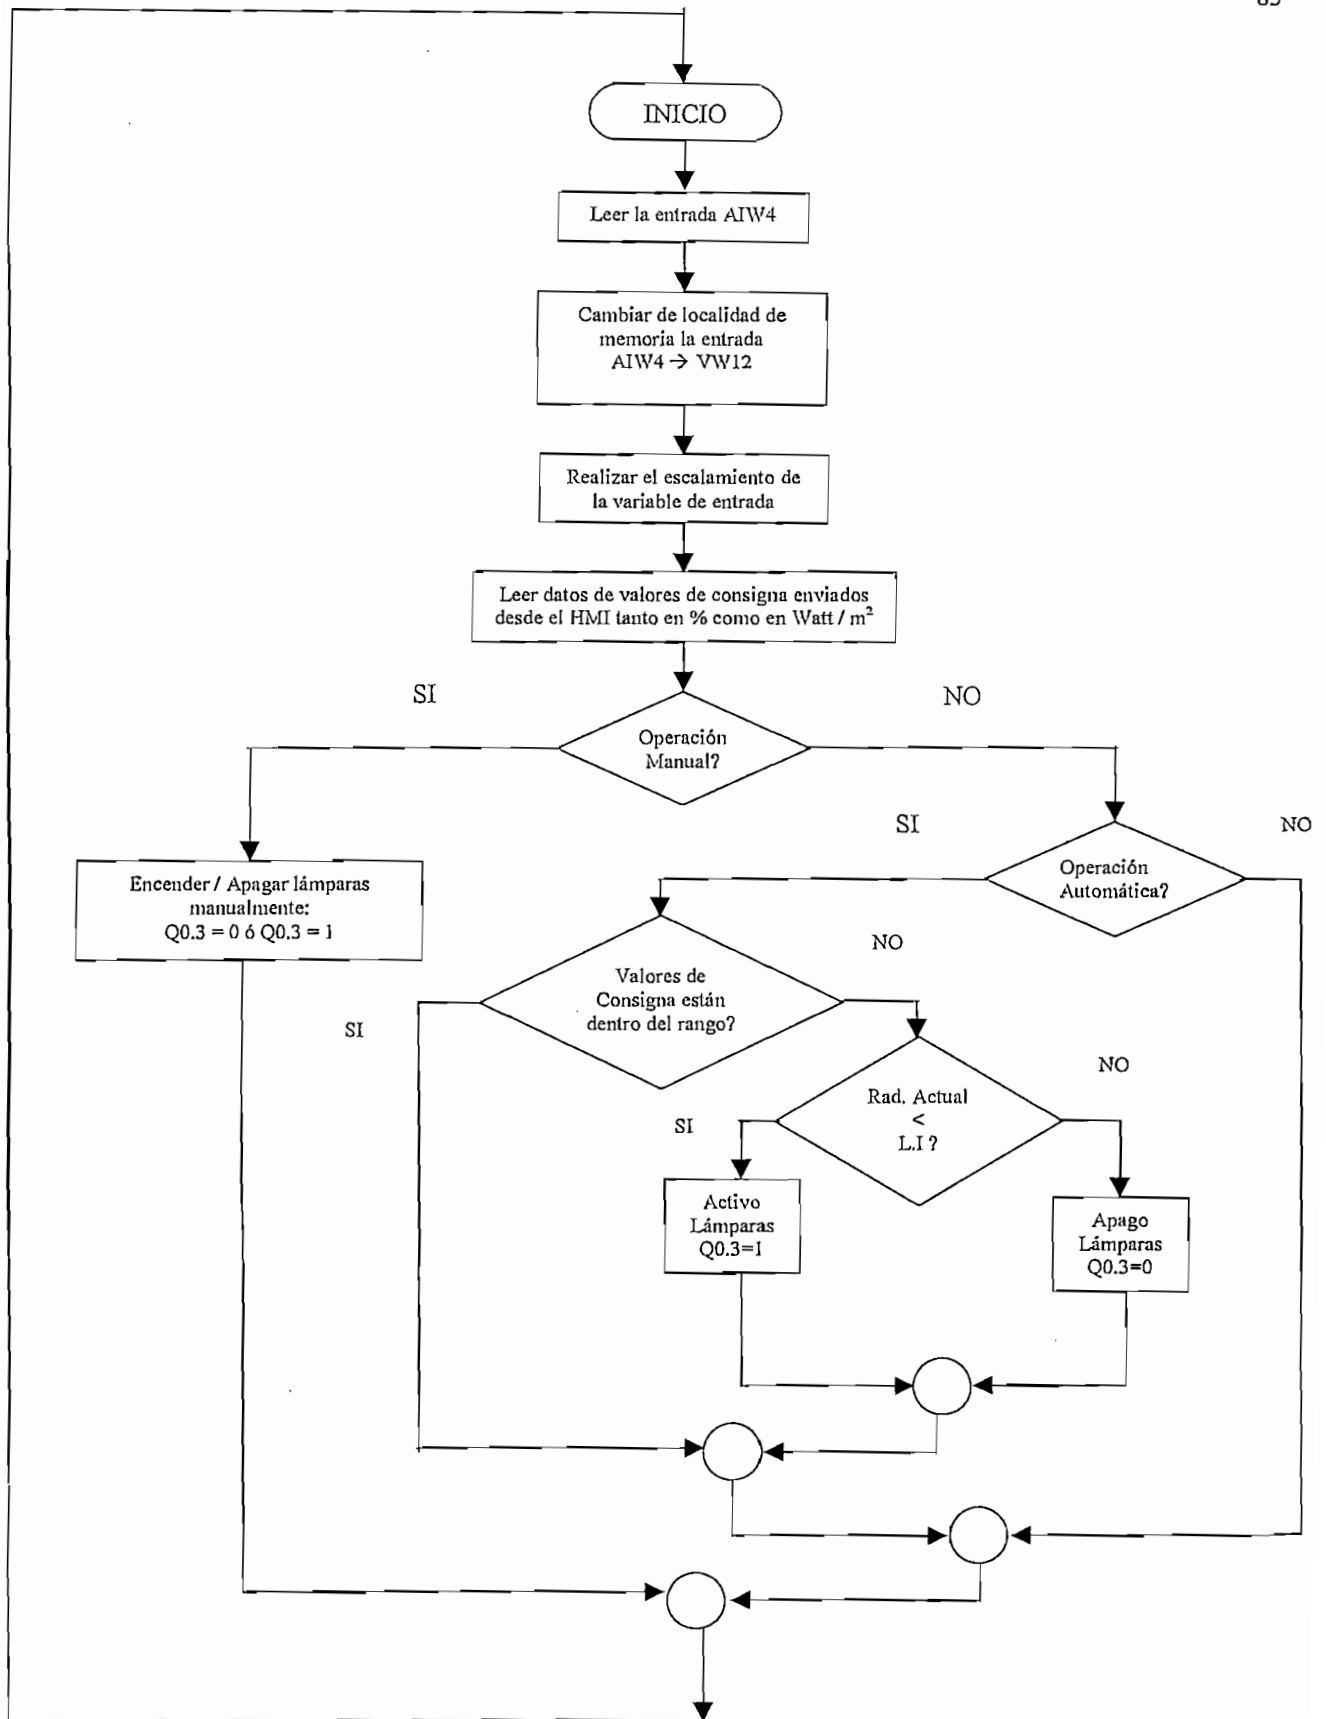 INICIO
Leer la entrada AIW4
Cambiar de localidad de
memoria la entrada
AIW4 → VW12
Realizar el escalamiento de
la variable de entrada
Leer datos de valores de consigna enviados
desde el HMI tanto en % como en Watt / m²
SI
NO
Operación
Manual?
SI
NO
Operación
Automática?
Encender / Apagar lámparas
manualmente:
Q0.3 = 0 ó Q0.3 = 1
NO
Valores de
Consigna están
dentro del rango?
SI
NO
Rad. Actual
<
L.I ?
SI
Activo
Lámparas
Q0.3=1
Apago
Lámparas
Q0.3=0